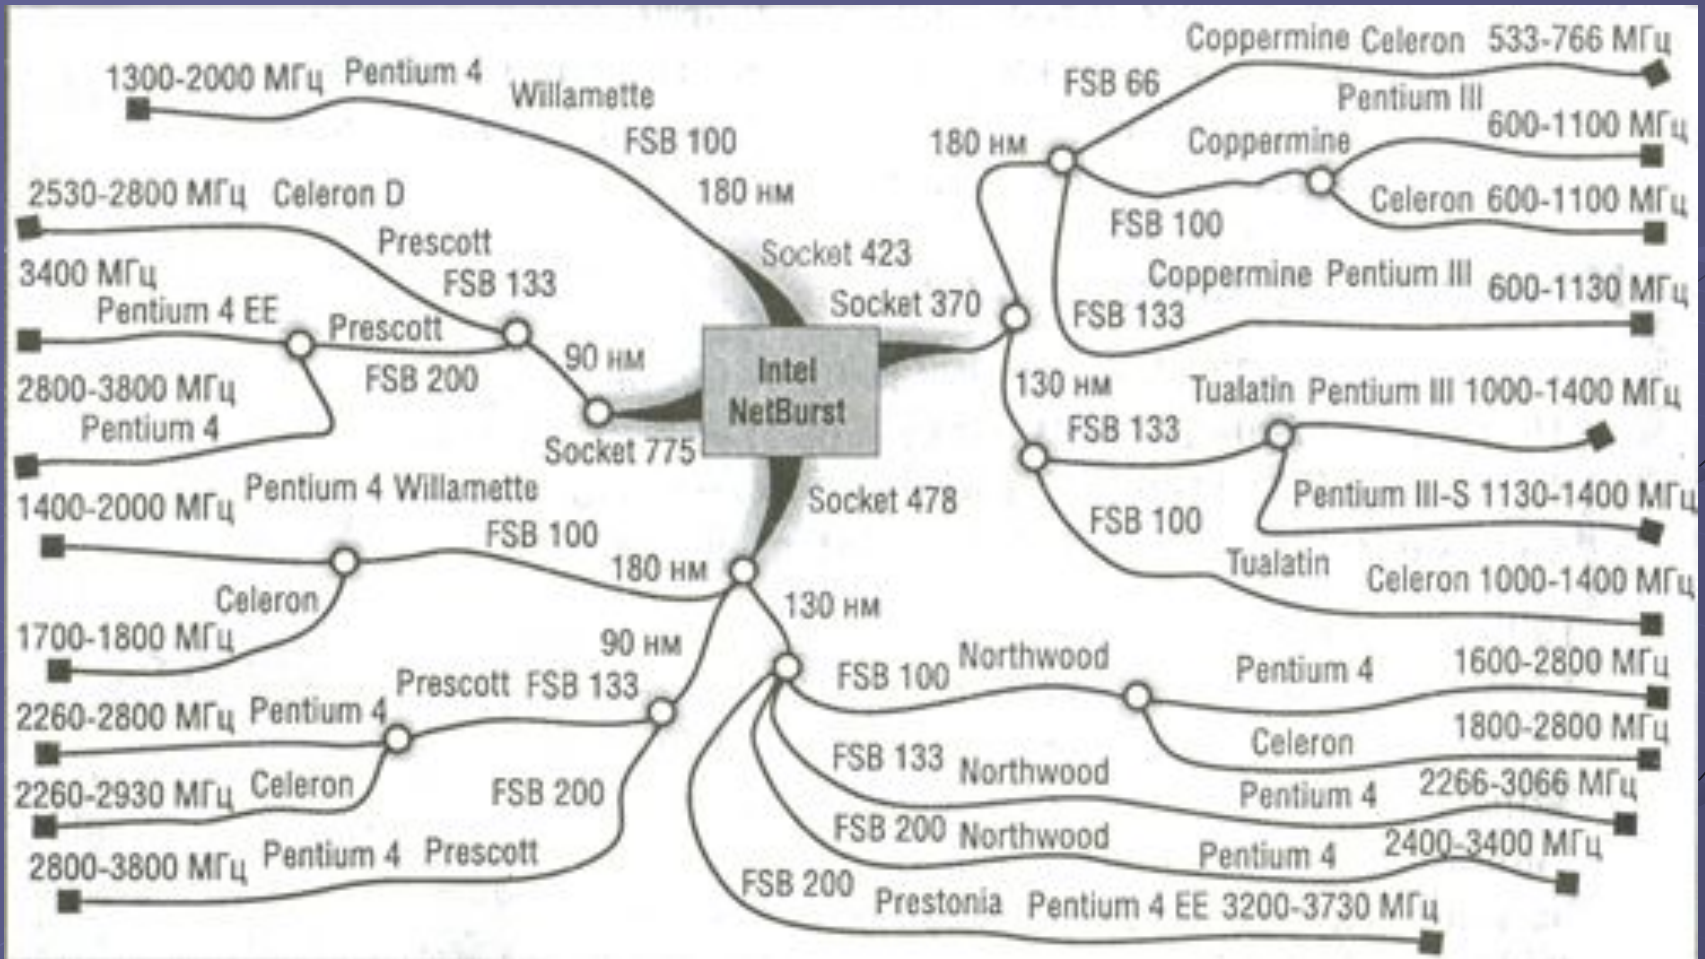 1300-2000 МГц Pentium 4
Willamette
FSB 100
180 нм
Socket 423
2530-2800 МГц Celeron D
Prescott
FSB 133
3400 МГц
Pentium 4 EE
Prescott
FSB 200
90 нм
2800-3800 МГц
Pentium 4
Socket 775
Intel
NetBurst
Coppermine Celeron 533-766 МГц
FSB 66
Pentium III
600-1100 МГц
180 нм
Coppermine
Celeron 600-1100 МГц
FSB 100
Coppermine Pentium III 600-1130 МГц
Socket 370
FSB 133
130 нм
Tualatin Pentium III 1000-1400 МГц
FSB 133
Pentium III-S 1130-1400 МГц
FSB 100
Tualatin
Celeron 1000-1400 МГц
Socket 478
1400-2000 МГц Pentium 4 Willamette
FSB 100
180 нм
Celeron
1700-1800 МГц
90 нм
Prescott FSB 133
2260-2800 МГц Pentium 4
2260-2930 МГц Celeron
FSB 200
2800-3800 МГц Pentium 4 Prescott
130 нм
FSB 100 Northwood
Pentium 4
1600-2800 МГц
1800-2800 МГц
Celeron
FSB 133 Northwood
Pentium 4
2266-3066 МГц
FSB 200 Northwood
Pentium 4
2400-3400 МГц
FSB 200
Prestonia Pentium 4 EE 3200-3730 МГц